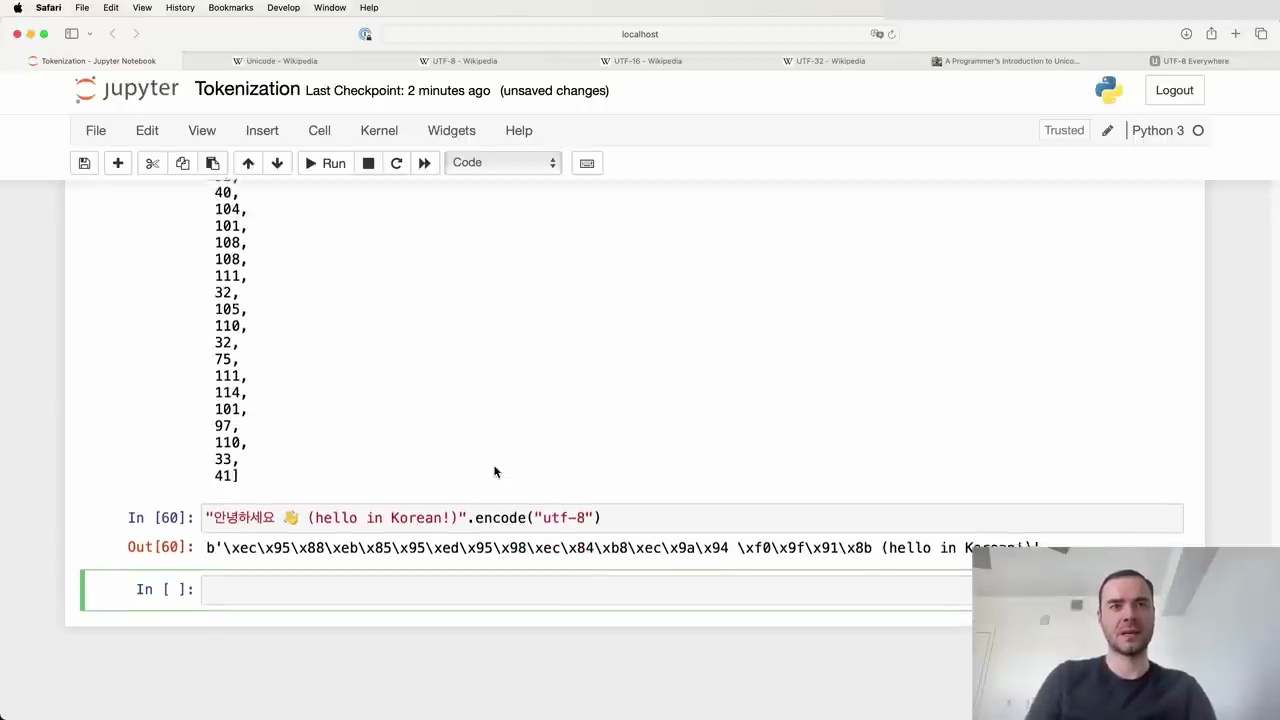 Safari File Edit View History Bookmarks Develop Window Help
localhost
Tokenization - Jupyter Notebook
Unicode - Wikipedia
UTF-8 - Wikipedia
UTF-16 - Wikipedia
UTF-32 - Wikipedia
A Programmer's Introduction to Unico...
UTF-8 Everywhere
jupyter Tokenization Last Checkpoint: 2 minutes ago (unsaved changes)
Logout
File Edit View Insert Cell Kernel Widgets Help
Trusted
Python 3
Run
Code
40,
104,
101,
108,
108,
111,
32,
105,
110,
32,
75,
111,
114,
101,
97,
110,
33,
41]
In [60]: "안녕하세요 👋 (hello in Korean!)".encode("utf-8")
Out[60]: b'\xec\x95\x88\xeb\x85\x95\xed\x95\x98\xec\x84\xb8\xec\x9a\x94 \xf0\x9f\x91\x8b (hello in Korean!)'
In [ ]: